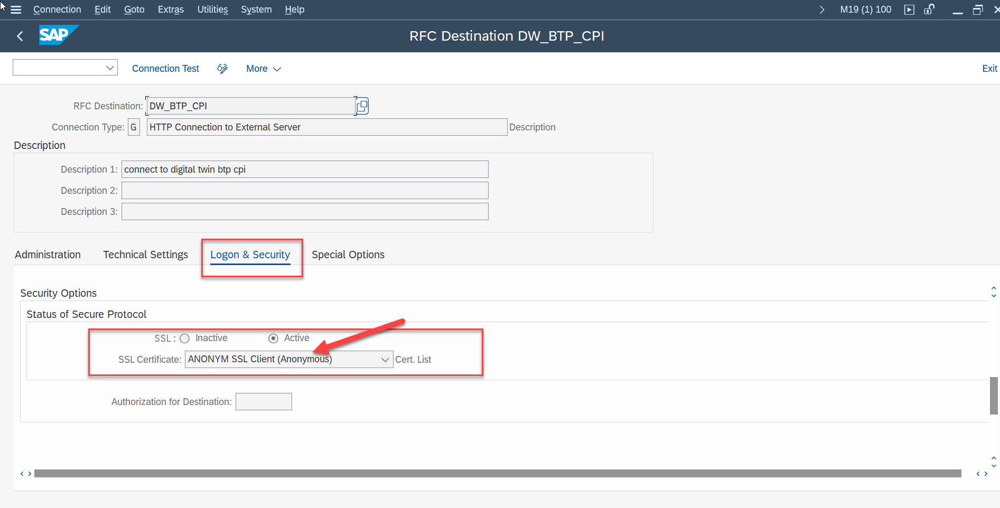 Connection Edit Goto Extras Utilities System Help M19 (1) 100
SAP RFC Destination DW_BTP_CPI
Connection Test More Exit
RFC Destination: DW_BTP_CPI
Connection Type: G HTTP Connection to External Server Description
Description
Description 1: connect to digital twin btp cpi
Description 2:
Description 3:
Administration Technical Settings Logon & Security Special Options
Security Options
Status of Secure Protocol
SSL : Inactive Active
SSL Certificate: ANONYM SSL Client (Anonymous) Cert. List
Authorization for Destination: